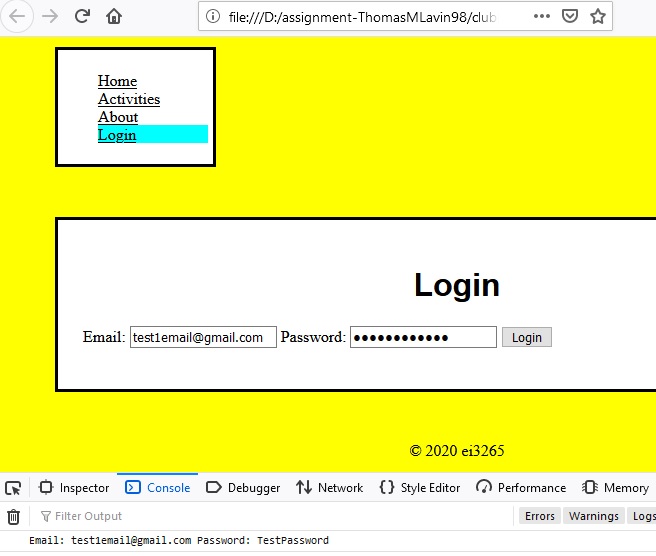 file:///D:/assignment-ThomasMLavin98/club
Home
Activities
About
Login
Login
Email: test1email@gmail.com Password: ●●●●●●●●●●●● Login
© 2020 ei3265
Inspector Console Debugger Network Style Editor Performance Memory
Filter Output Errors Warnings Logs
Email: test1email@gmail.com Password: TestPassword